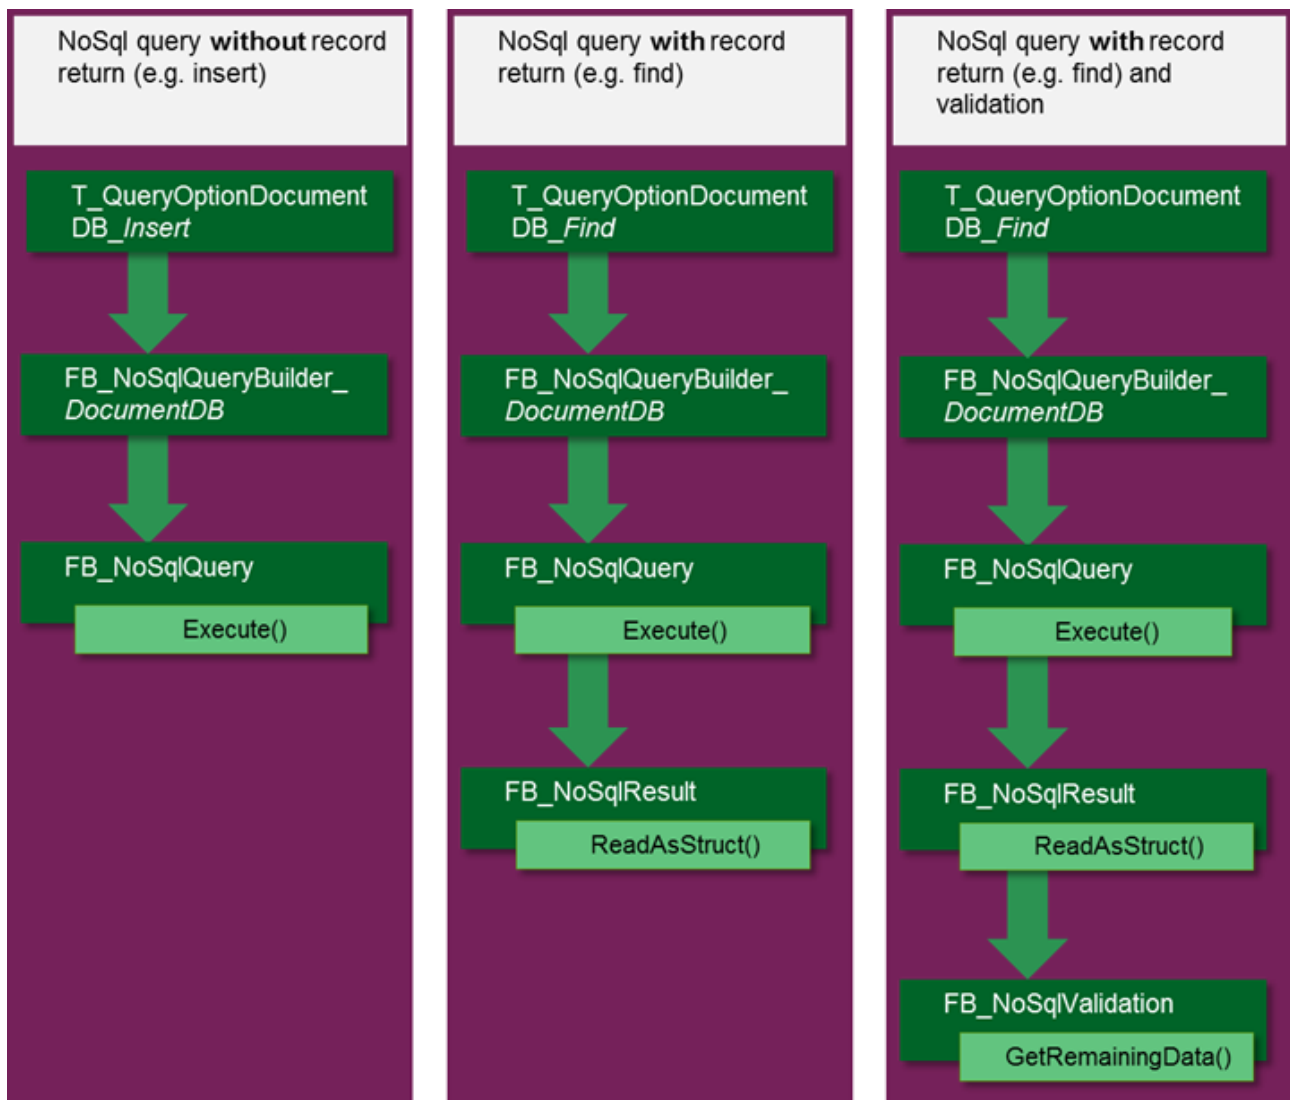 NoSql query without record
return (e.g. insert)
T_QueryOptionDocument
DB_Insert
FB_NoSqlQueryBuilder_
DocumentDB
FB_NoSqlQuery
Execute()
NoSql query with record
return (e.g. find)
T_QueryOptionDocument
DB_Find
FB_NoSqlQueryBuilder_
DocumentDB
FB_NoSqlQuery
Execute()
FB_NoSqlResult
ReadAsStruct()
NoSql query with record
return (e.g. find) and
validation
T_QueryOptionDocument
DB_Find
FB_NoSqlQueryBuilder_
DocumentDB
FB_NoSqlQuery
Execute()
FB_NoSqlResult
ReadAsStruct()
FB_NoSqlValidation
GetRemainingData()